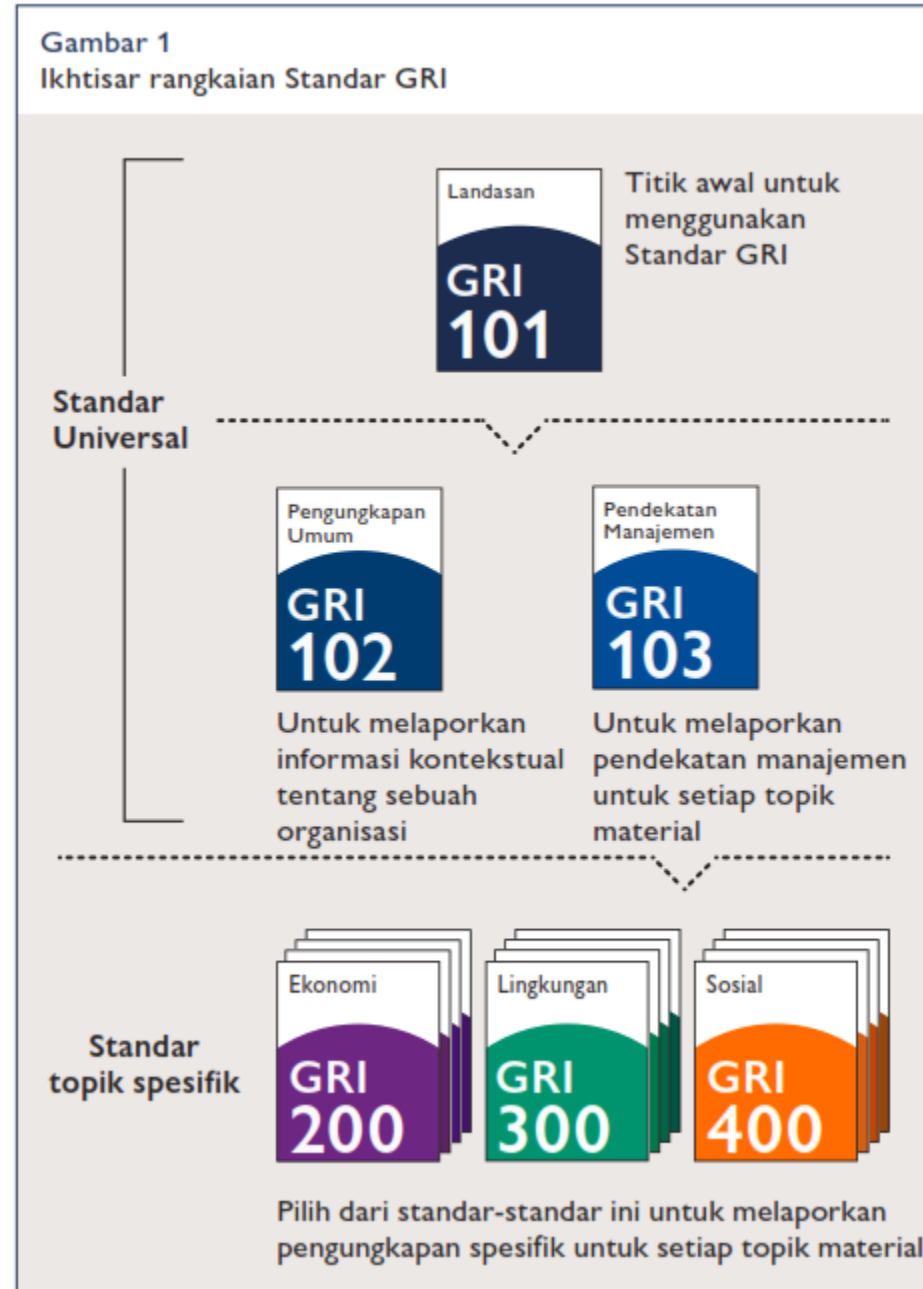 Gambar 1
Ikhtisar rangkaian Standar GRI
Landasan
GRI
101
Titik awal untuk
menggunakan
Standar GRI
Standar
Universal
Pengungkapan
Umum
GRI
102
Untuk melaporkan
informasi kontekstual
tentang sebuah
organisasi
Pendekatan
Manajemen
GRI
103
Untuk melaporkan
pendekatan manajemen
untuk setiap topik
material
Standar
topik spesifik
Ekonomi
GRI
200
Lingkungan
GRI
300
Sosial
GRI
400
Pilih dari standar-standar ini untuk melaporkan
pengungkapan spesifik untuk setiap topik material